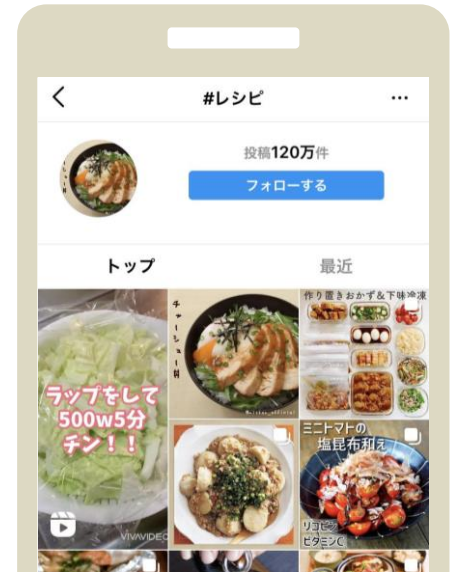 #レシピ
投稿120万件
フォローする
トップ
最近
ラップをして
500w5分
チン！！
VIVAVIDEO
チャーシュー丼
作り置きおかず&下味冷凍
ミニトマトの
塩昆布和え
リコピン
ビタミンC